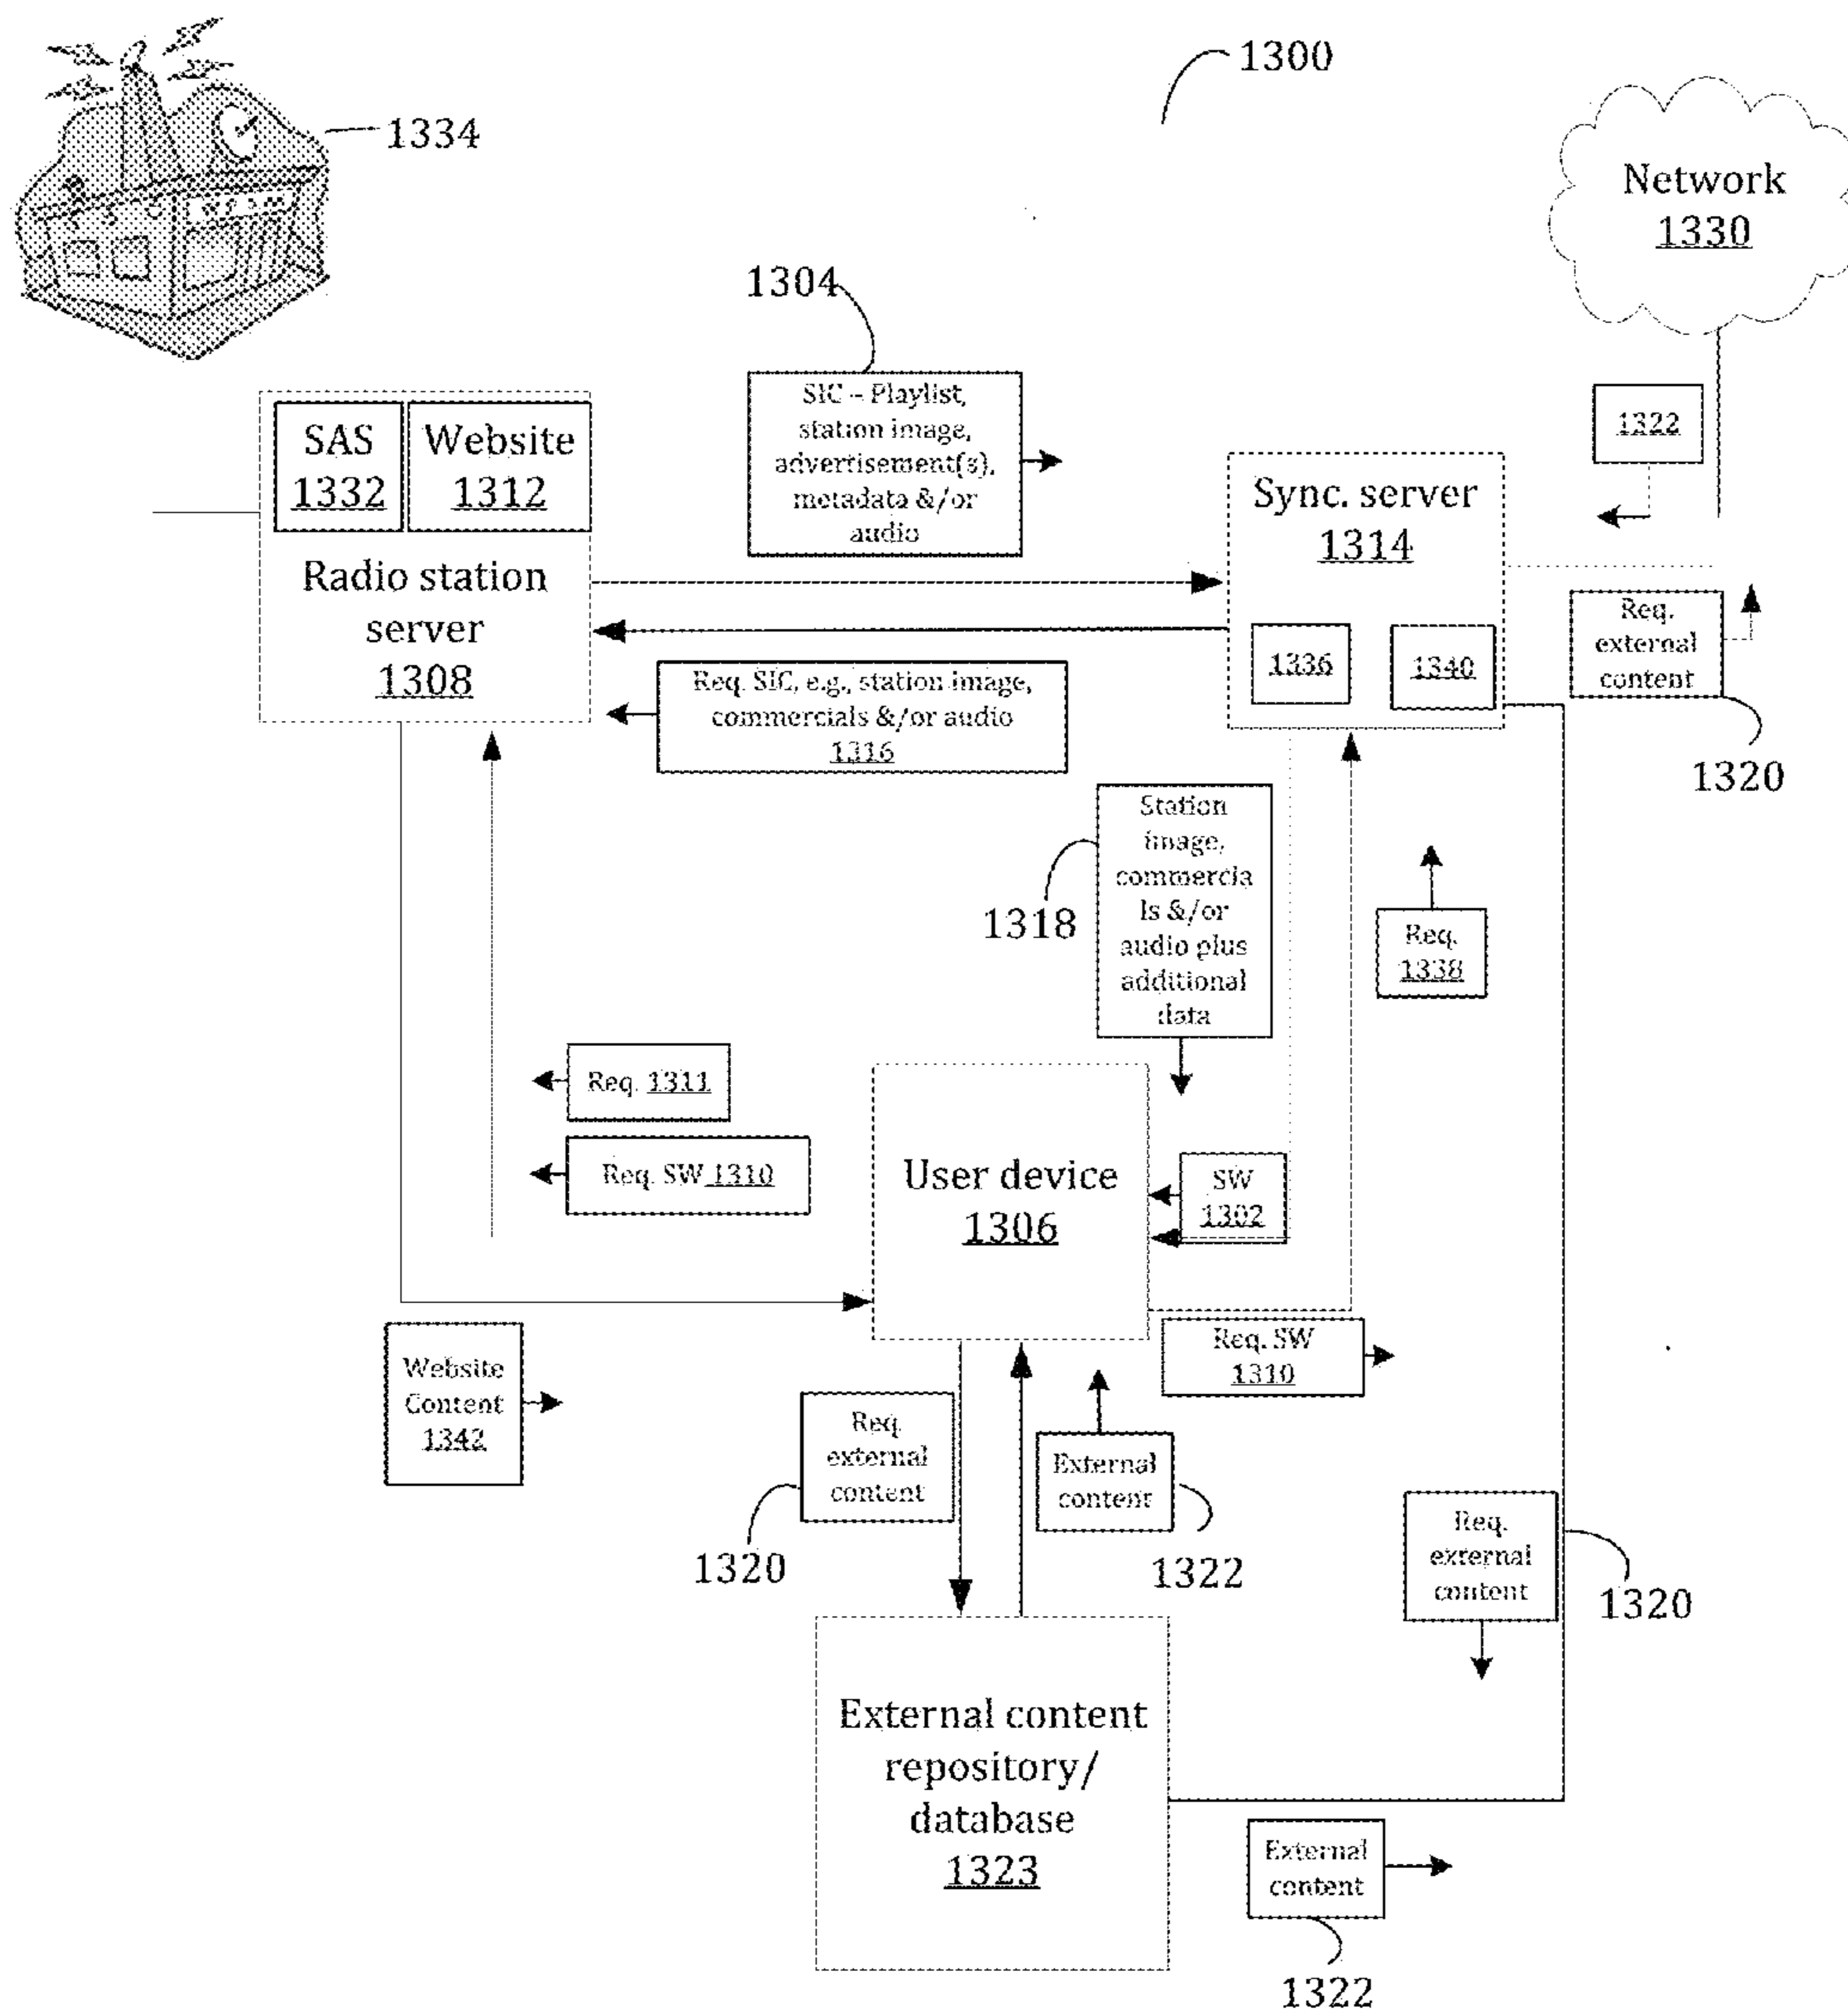 1300
1334
Network
1330
1304
SIC – Playlist,
station image,
advertisement(s),
metadata &/or
audio
1322
SAS
1332
Website
1312
Radio station
server
1308
Sync. server
1314
1336
1340
Req.
external
content
1320
Req. SIC, e.g., station image,
commercials &/or audio
1316
Station
image,
commercia
ls &/or
audio plus
additional
data
1318
Req.
1338
Req. 1311
Req. SW 1310
User device
1306
SW
1302
Req. SW
1310
Website
Content
1342
Req.
external
content
1320
External
content
1322
Req.
external
content
1320
External content
repository/
database
1323
External
content
1322